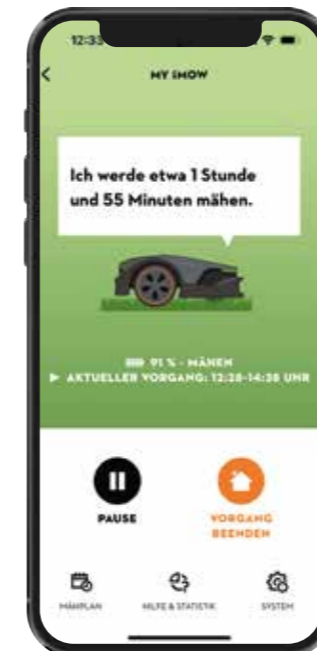 12:33
MY iMOW
Ich werde etwa 1 Stunde
und 55 Minuten mähen.
91 % - MÄHEN
AKTUELLER VORGANG: 12:28-14:28 UHR
PAUSE
VORGANG
BEENDEN
MÄHPLAN
HILFE & STATISTIK
SYSTEM